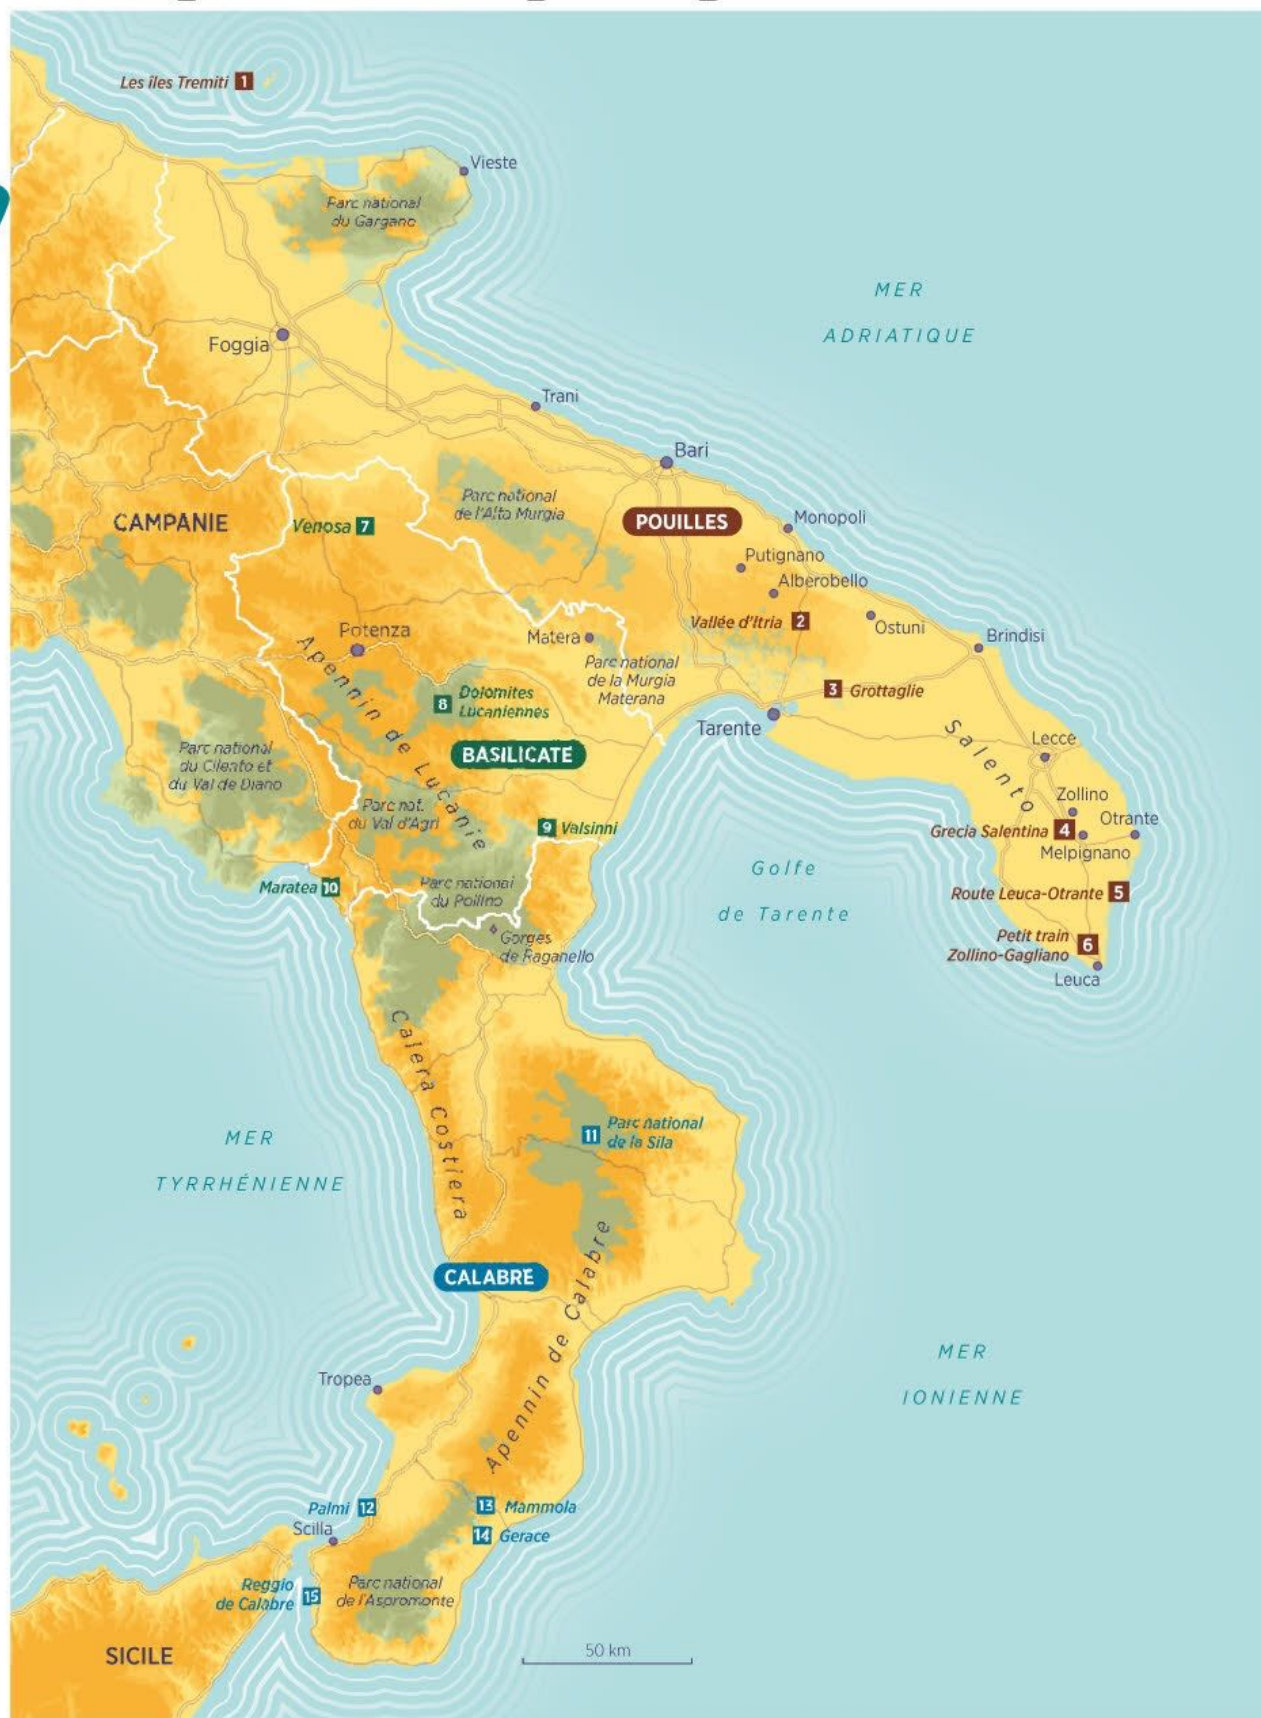 Les îles Tremiti 1
Vieste
Parc national
du Gargano
MER
ADRIATIQUE
Foggia
Trani
Bari
Parc national
de l'Alta Murgia
POUILLES
CAMPANIE
Venosa 7
Monopoli
Putignano
Alberobello
Vallée d'Itria 2
Ostuni
Brindisi
Potenza
Matera
Parc national
de la Murgia
Materana
Apennin de Lucanie
8 Dolomites
Lucaniennes
3 Grottaglie
Tarente
BASILICATE
Salento
Lecce
Parc national
du Cilento et
du Val de Diano
Parc nat.
du Val d'Agri
Zollino
Otrante
9 Valsinni
Grecia Salentina 4
Melpignano
Golfe
de Tarente
Maratea 10
Parc national
du Pollino
Route Leuca-Otrante 5
Gorges
de Raganello
Petit train
Zollino-Gagliano 6
Leuca
Calera Costiera
11 Parc national
de la Sila
MER
TYRRHÉNIENNE
CALABRE
Apennin de Calabre
MER
IONIENNE
Tropea
Palmi 12
13 Mammola
Scilla
14 Gerace
Reggio
de Calabre 15
Parc national
de l'Aspromonte
SICILE
50 km